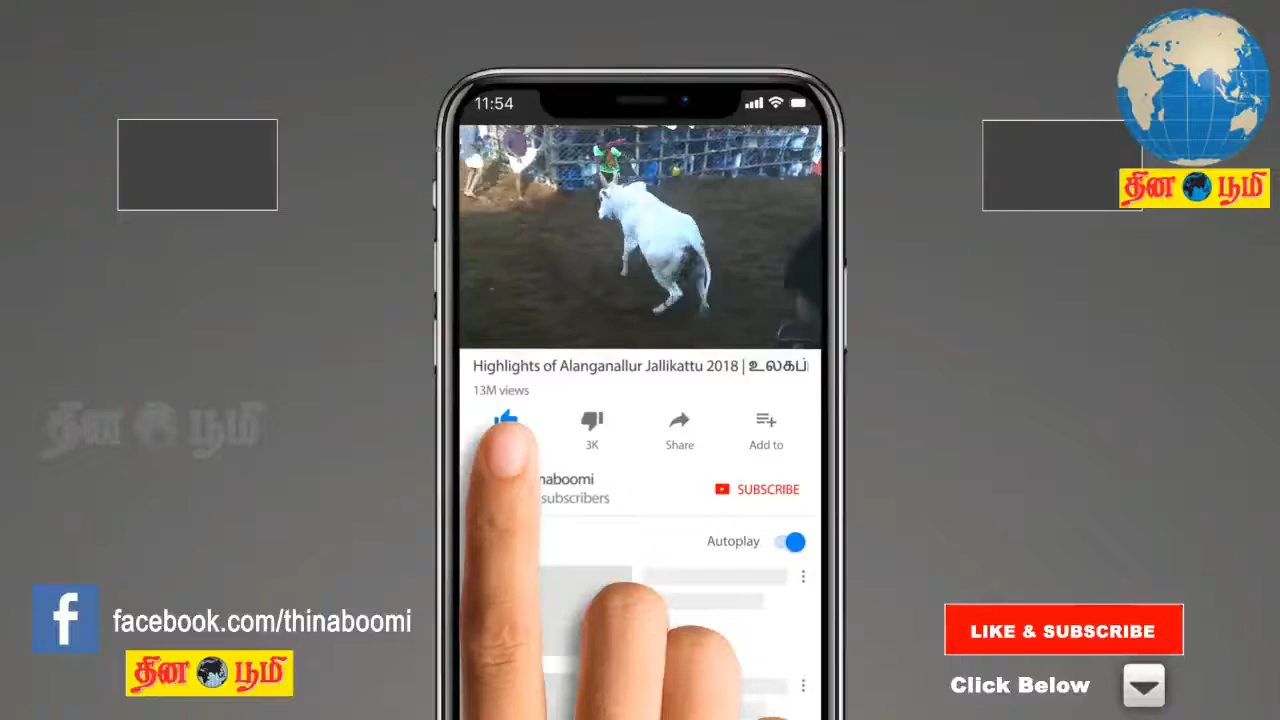 தின பூமி
11:54
Highlights of Alanganallur Jallikattu 2018 | உலகப்
13M views
3K
Share
Add to
naboomi
subscribers
SUBSCRIBE
Autoplay
தின பூமி
facebook.com/thinaboomi
தின பூமி
LIKE & SUBSCRIBE
Click Below